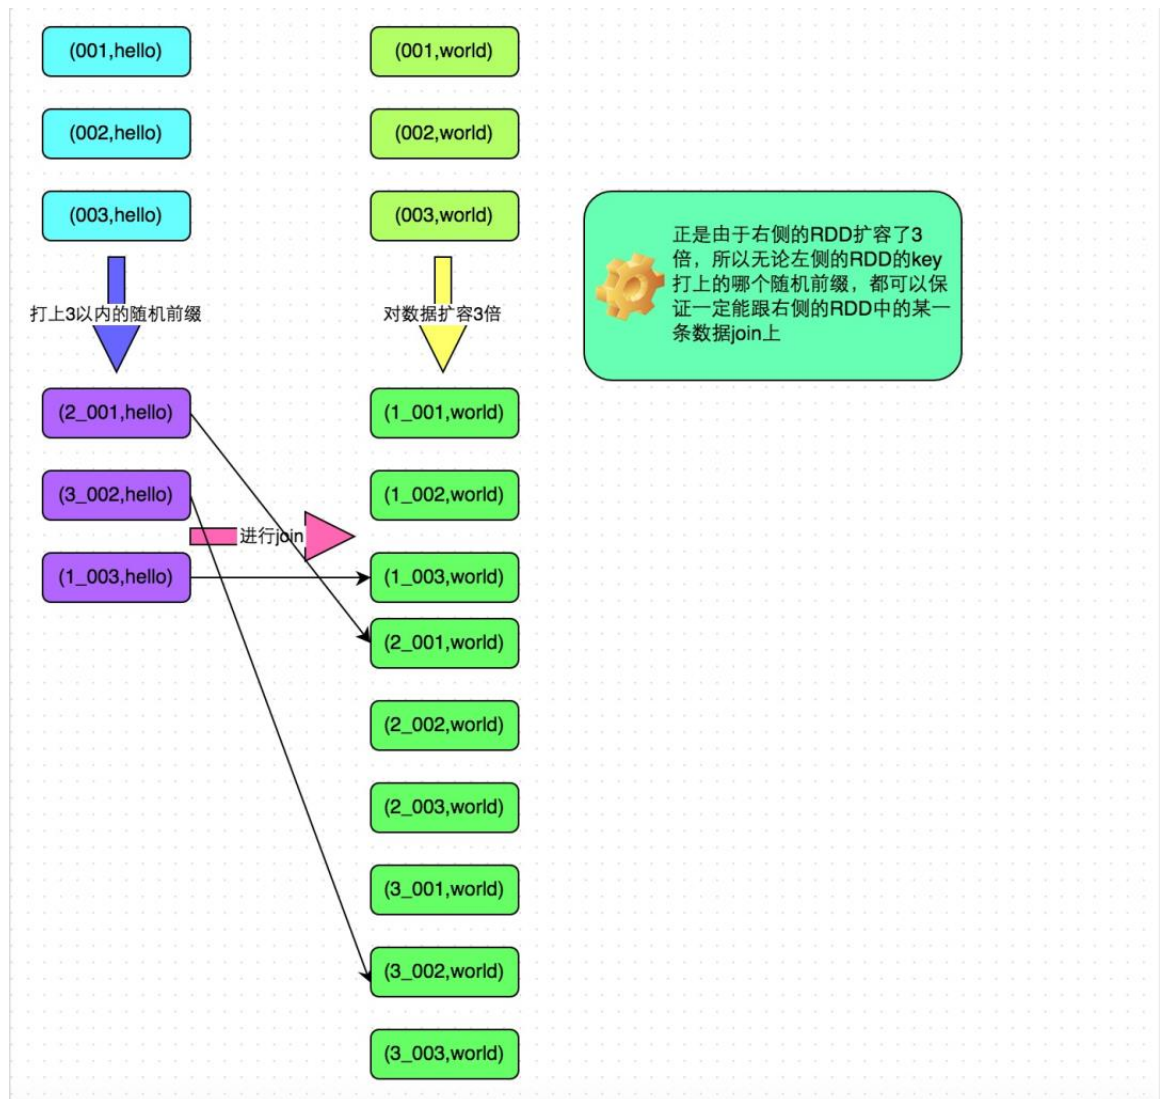 (001,hello)
(001,world)
(002,hello)
(002,world)
(003,hello)
(003,world)
正是由于右侧的RDD扩容了3
倍，所以无论左侧的RDD的key
打上的哪个随机前缀，都可以保
证一定能跟右侧的RDD中的某一
条数据join上
打上3以内的随机前缀
对数据扩容3倍
(2_001,hello)
(1_001,world)
(3_002,hello)
(1_002,world)
进行join
(1_003,hello)
(1_003,world)
(2_001,world)
(2_002,world)
(2_003,world)
(3_001,world)
(3_002,world)
(3_003,world)